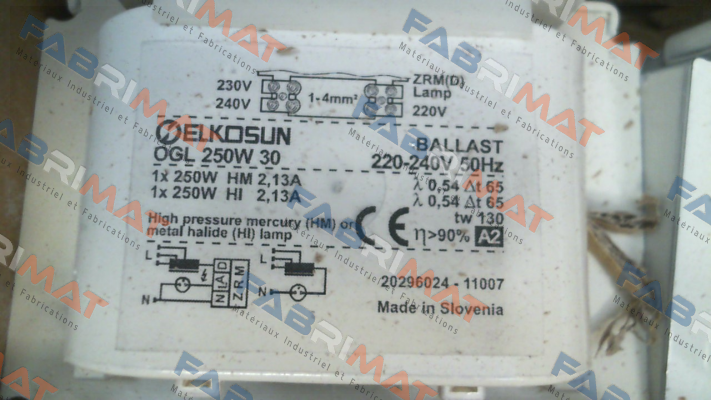 230V
240V
1-4mm²
ZRM(D)
Lamp
220V
ELKOSUN
OGL 250W 30
BALLAST
220-240V 50Hz
1x 250W HM 2,13A
1x 250W HI 2,13A
λ 0,54 Δt 65
λ 0,54 Δt 65
tw 130
High pressure mercury (HM) or
metal halide (HI) lamp
CE
η>90% A2
L
N
N LA D
Z.R.M
L
N
20296024 - 11007
Made in Slovenia
FABRIMAT
Matériaux Industriel et Fabrications